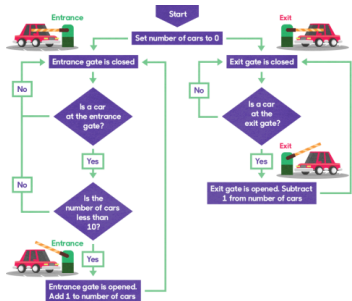 Start
Entrance
Exit
Set number of cars to 0
Entrance gate is closed
Exit gate is closed
No
No
Is a car
at the entrance
gate?
Is a car
at the
exit gate?
Yes
Yes
Exit
No
Is the
number of cars
less than
10?
Exit gate is opened. Subtract
1 from number of cars
Entrance
Yes
Entrance gate is opened.
Add 1 to number of cars